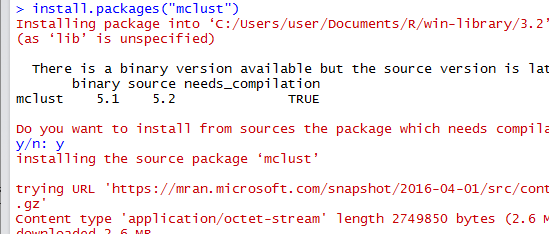 > install.packages("mclust")
Installing package into ‘C:/Users/user/Documents/R/win-library/3.2’
(as ‘lib’ is unspecified)
There is a binary version available but the source version is lat
binary source needs_compilation
mclust 5.1 5.2 TRUE
Do you want to install from sources the package which needs compila
y/n: y
installing the source package ‘mclust’
trying URL 'https://mran.microsoft.com/snapshot/2016-04-01/src/cont
.gz'
Content type 'application/octet-stream' length 2749850 bytes (2.6 M
downloaded 2.6 MB